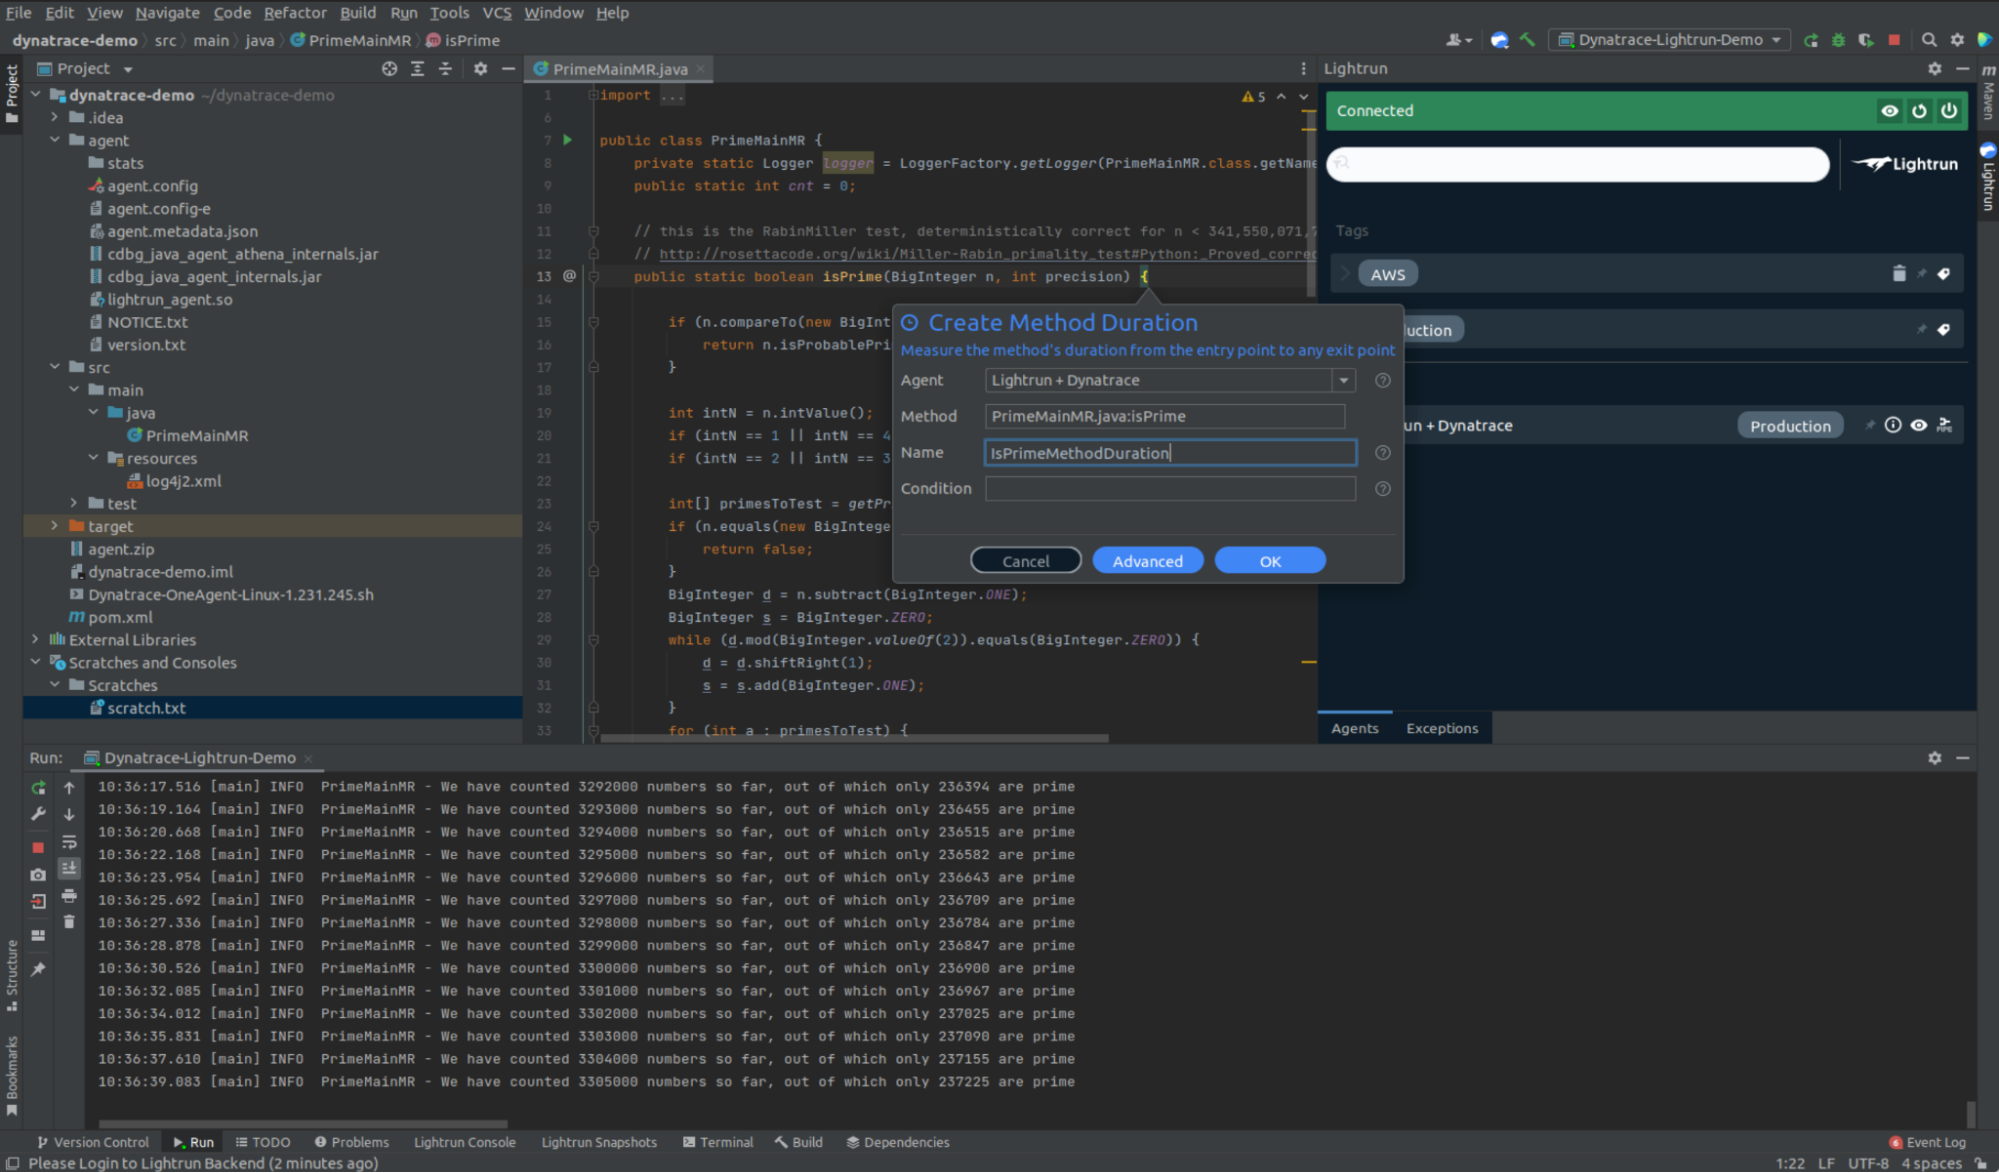 File Edit View Navigate Code Refactor Build Run Tools VCS Window Help
dynatrace-demo src main java PrimeMainMR isPrime
Dynatrace-Lightrun-Demo
Project
PrimeMainMR.java
Lightrun
Project
dynatrace-demo ~/dynatrace-demo
.idea
agent
stats
agent.config
agent.config-e
agent.metadata.json
cdbg_java_agent_athena_internals.jar
cdbg_java_agent_internals.jar
lightrun_agent.so
NOTICE.txt
version.txt
src
main
java
PrimeMainMR
resources
log4j2.xml
test
target
agent.zip
dynatrace-demo.iml
Dynatrace-OneAgent-Linux-1.231.245.sh
pom.xml
External Libraries
Scratches and Consoles
Scratches
scratch.txt
5
1 import ...
6
7 public class PrimeMainMR {
8 private static Logger logger = LoggerFactory.getLogger(PrimeMainMR.class.getName
9 public static int cnt = 0;
10
11 // this is the RabinMiller test, deterministically correct for n < 341,550,071,7
12 // http://rosettacode.org/wiki/Miller-Rabin_primality_test#Python:_Proved_correc
13 @ public static boolean isPrime(BigInteger n, int precision) {
14
15 if (n.compareTo(new BigInt
16 return n.isProbablePri
17 }
18
19 int intN = n.intValue();
20 if (intN == 1 || intN == 4
21 if (intN == 2 || intN == 3
22
23 int[] primesToTest = getPr
24 if (n.equals(new BigIntege
25 return false;
26 }
27 BigInteger d = n.subtract(BigInteger.ONE);
28 BigInteger s = BigInteger.ZERO;
29 while (d.mod(BigInteger.valueOf(2)).equals(BigInteger.ZERO)) {
30 d = d.shiftRight(1);
31 s = s.add(BigInteger.ONE);
32 }
33 for (int a : primesToTest) {
Create Method Duration
Measure the method's duration from the entry point to any exit point
Agent Lightrun + Dynatrace
Method PrimeMainMR.java:isPrime
Name IsPrimeMethodDuration
Condition
Cancel Advanced OK
Connected
Lightrun
Tags
AWS
uction
un + Dynatrace Production
PIPE
Agents Exceptions
Maven
Lightrun
Run: Dynatrace-Lightrun-Demo
10:36:17.516 [main] INFO PrimeMainMR - We have counted 3292000 numbers so far, out of which only 236394 are prime
10:36:19.164 [main] INFO PrimeMainMR - We have counted 3293000 numbers so far, out of which only 236455 are prime
10:36:20.668 [main] INFO PrimeMainMR - We have counted 3294000 numbers so far, out of which only 236515 are prime
10:36:22.168 [main] INFO PrimeMainMR - We have counted 3295000 numbers so far, out of which only 236582 are prime
10:36:23.954 [main] INFO PrimeMainMR - We have counted 3296000 numbers so far, out of which only 236643 are prime
10:36:25.692 [main] INFO PrimeMainMR - We have counted 3297000 numbers so far, out of which only 236709 are prime
10:36:27.336 [main] INFO PrimeMainMR - We have counted 3298000 numbers so far, out of which only 236784 are prime
10:36:28.878 [main] INFO PrimeMainMR - We have counted 3299000 numbers so far, out of which only 236847 are prime
10:36:30.526 [main] INFO PrimeMainMR - We have counted 3300000 numbers so far, out of which only 236900 are prime
10:36:32.085 [main] INFO PrimeMainMR - We have counted 3301000 numbers so far, out of which only 236967 are prime
10:36:34.012 [main] INFO PrimeMainMR - We have counted 3302000 numbers so far, out of which only 237025 are prime
10:36:35.831 [main] INFO PrimeMainMR - We have counted 3303000 numbers so far, out of which only 237090 are prime
10:36:37.610 [main] INFO PrimeMainMR - We have counted 3304000 numbers so far, out of which only 237155 are prime
10:36:39.083 [main] INFO PrimeMainMR - We have counted 3305000 numbers so far, out of which only 237225 are prime
Structure
Bookmarks
Version Control Run TODO Problems Lightrun Console Lightrun Snapshots Terminal Build Dependencies 6 Event Log
Please Login to Lightrun Backend (2 minutes ago) 1:22 LF UTF-8 4 spaces